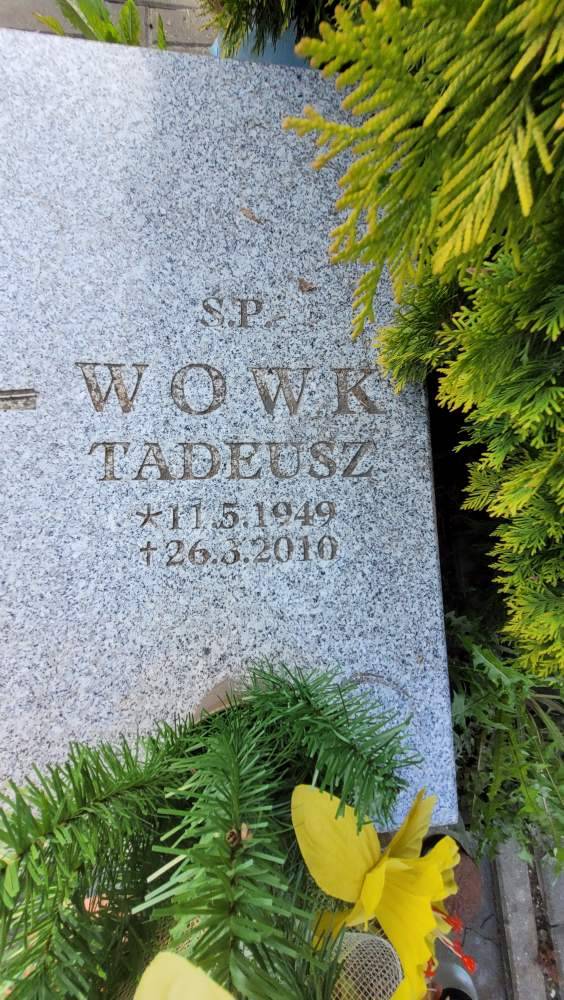 S.P.
WOWK
TADEUSZ
*11.5.1949
†26.3.2010